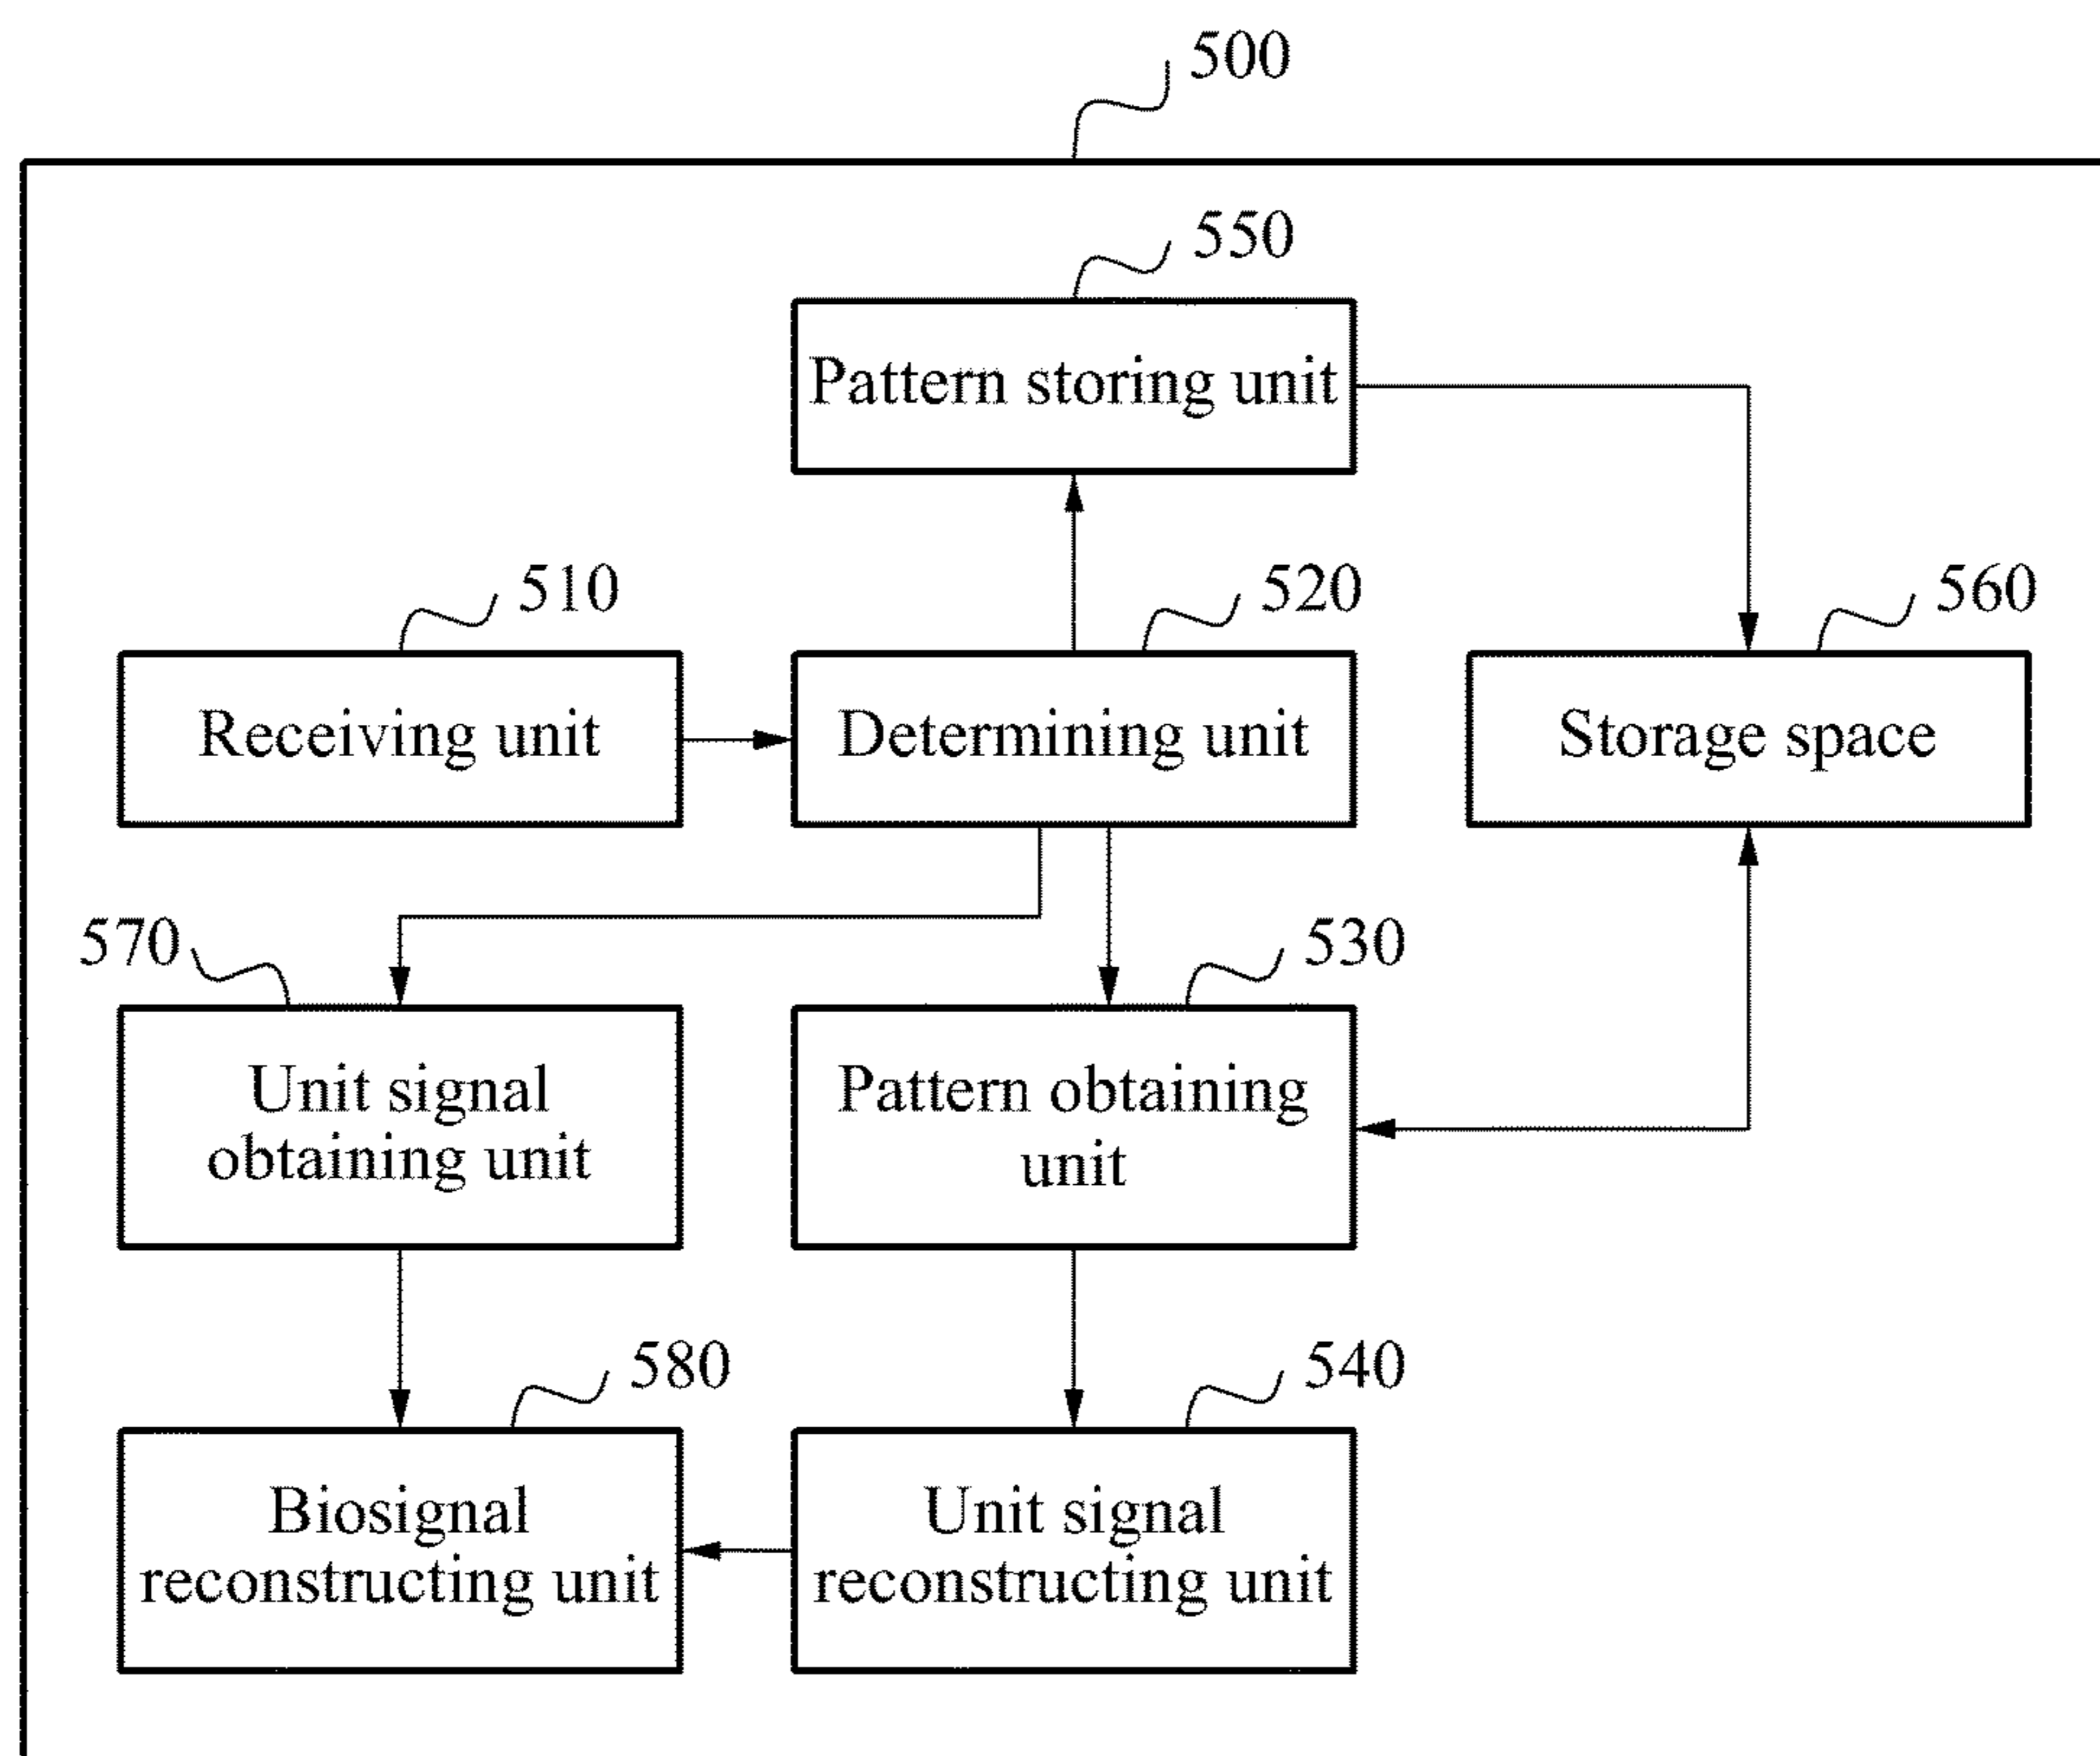 500
550
Pattern storing unit
510
520
560
Receiving unit
Determining unit
Storage space
570
530
Unit signal
obtaining unit
Pattern obtaining
unit
580
540
Biosignal
reconstructing unit
Unit signal
reconstructing unit